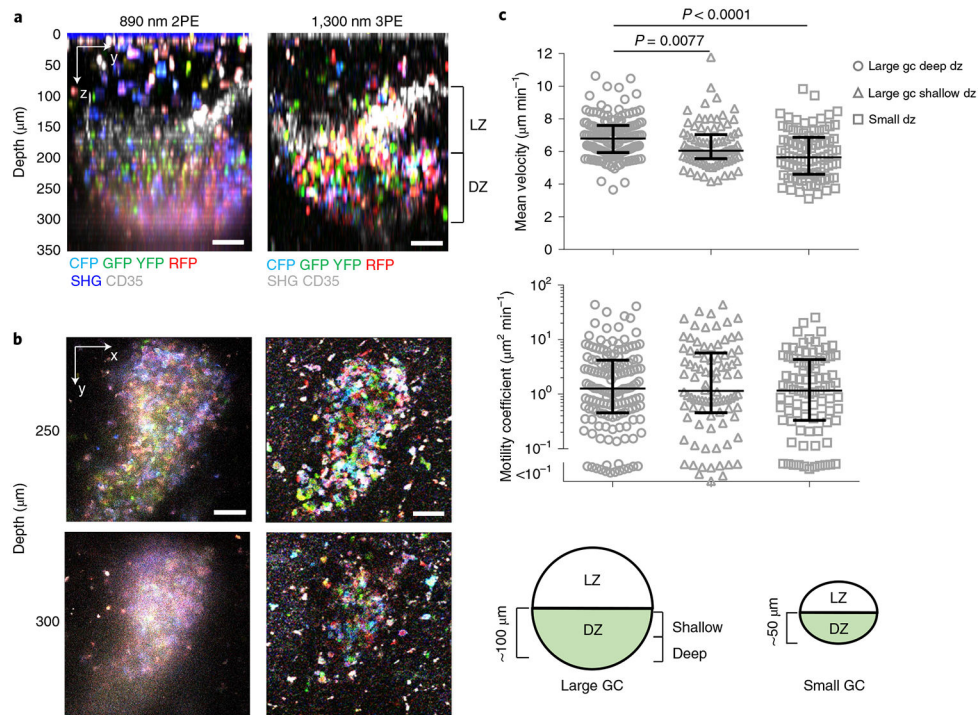 a
890 nm 2PE
1,300 nm 3PE
0
50
100
150
200
250
300
350
Depth (μm)
y
z
LZ
DZ
CFP GFP YFP RFP
SHG CD35
CFP GFP YFP RFP
SHG CD35
b
x
y
250
300
Depth (μm)
c
P < 0.0001
P = 0.0077
12
10
8
6
4
2
0
Mean velocity (μm min⁻¹)
Large gc deep dz
Large gc shallow dz
Small dz
10²
10¹
10⁰
10⁻¹
<10⁻¹
Motility coefficient (μm² min⁻¹)
LZ
DZ
~100 μm
Shallow
Deep
Large GC
LZ
DZ
~50 μm
Small GC